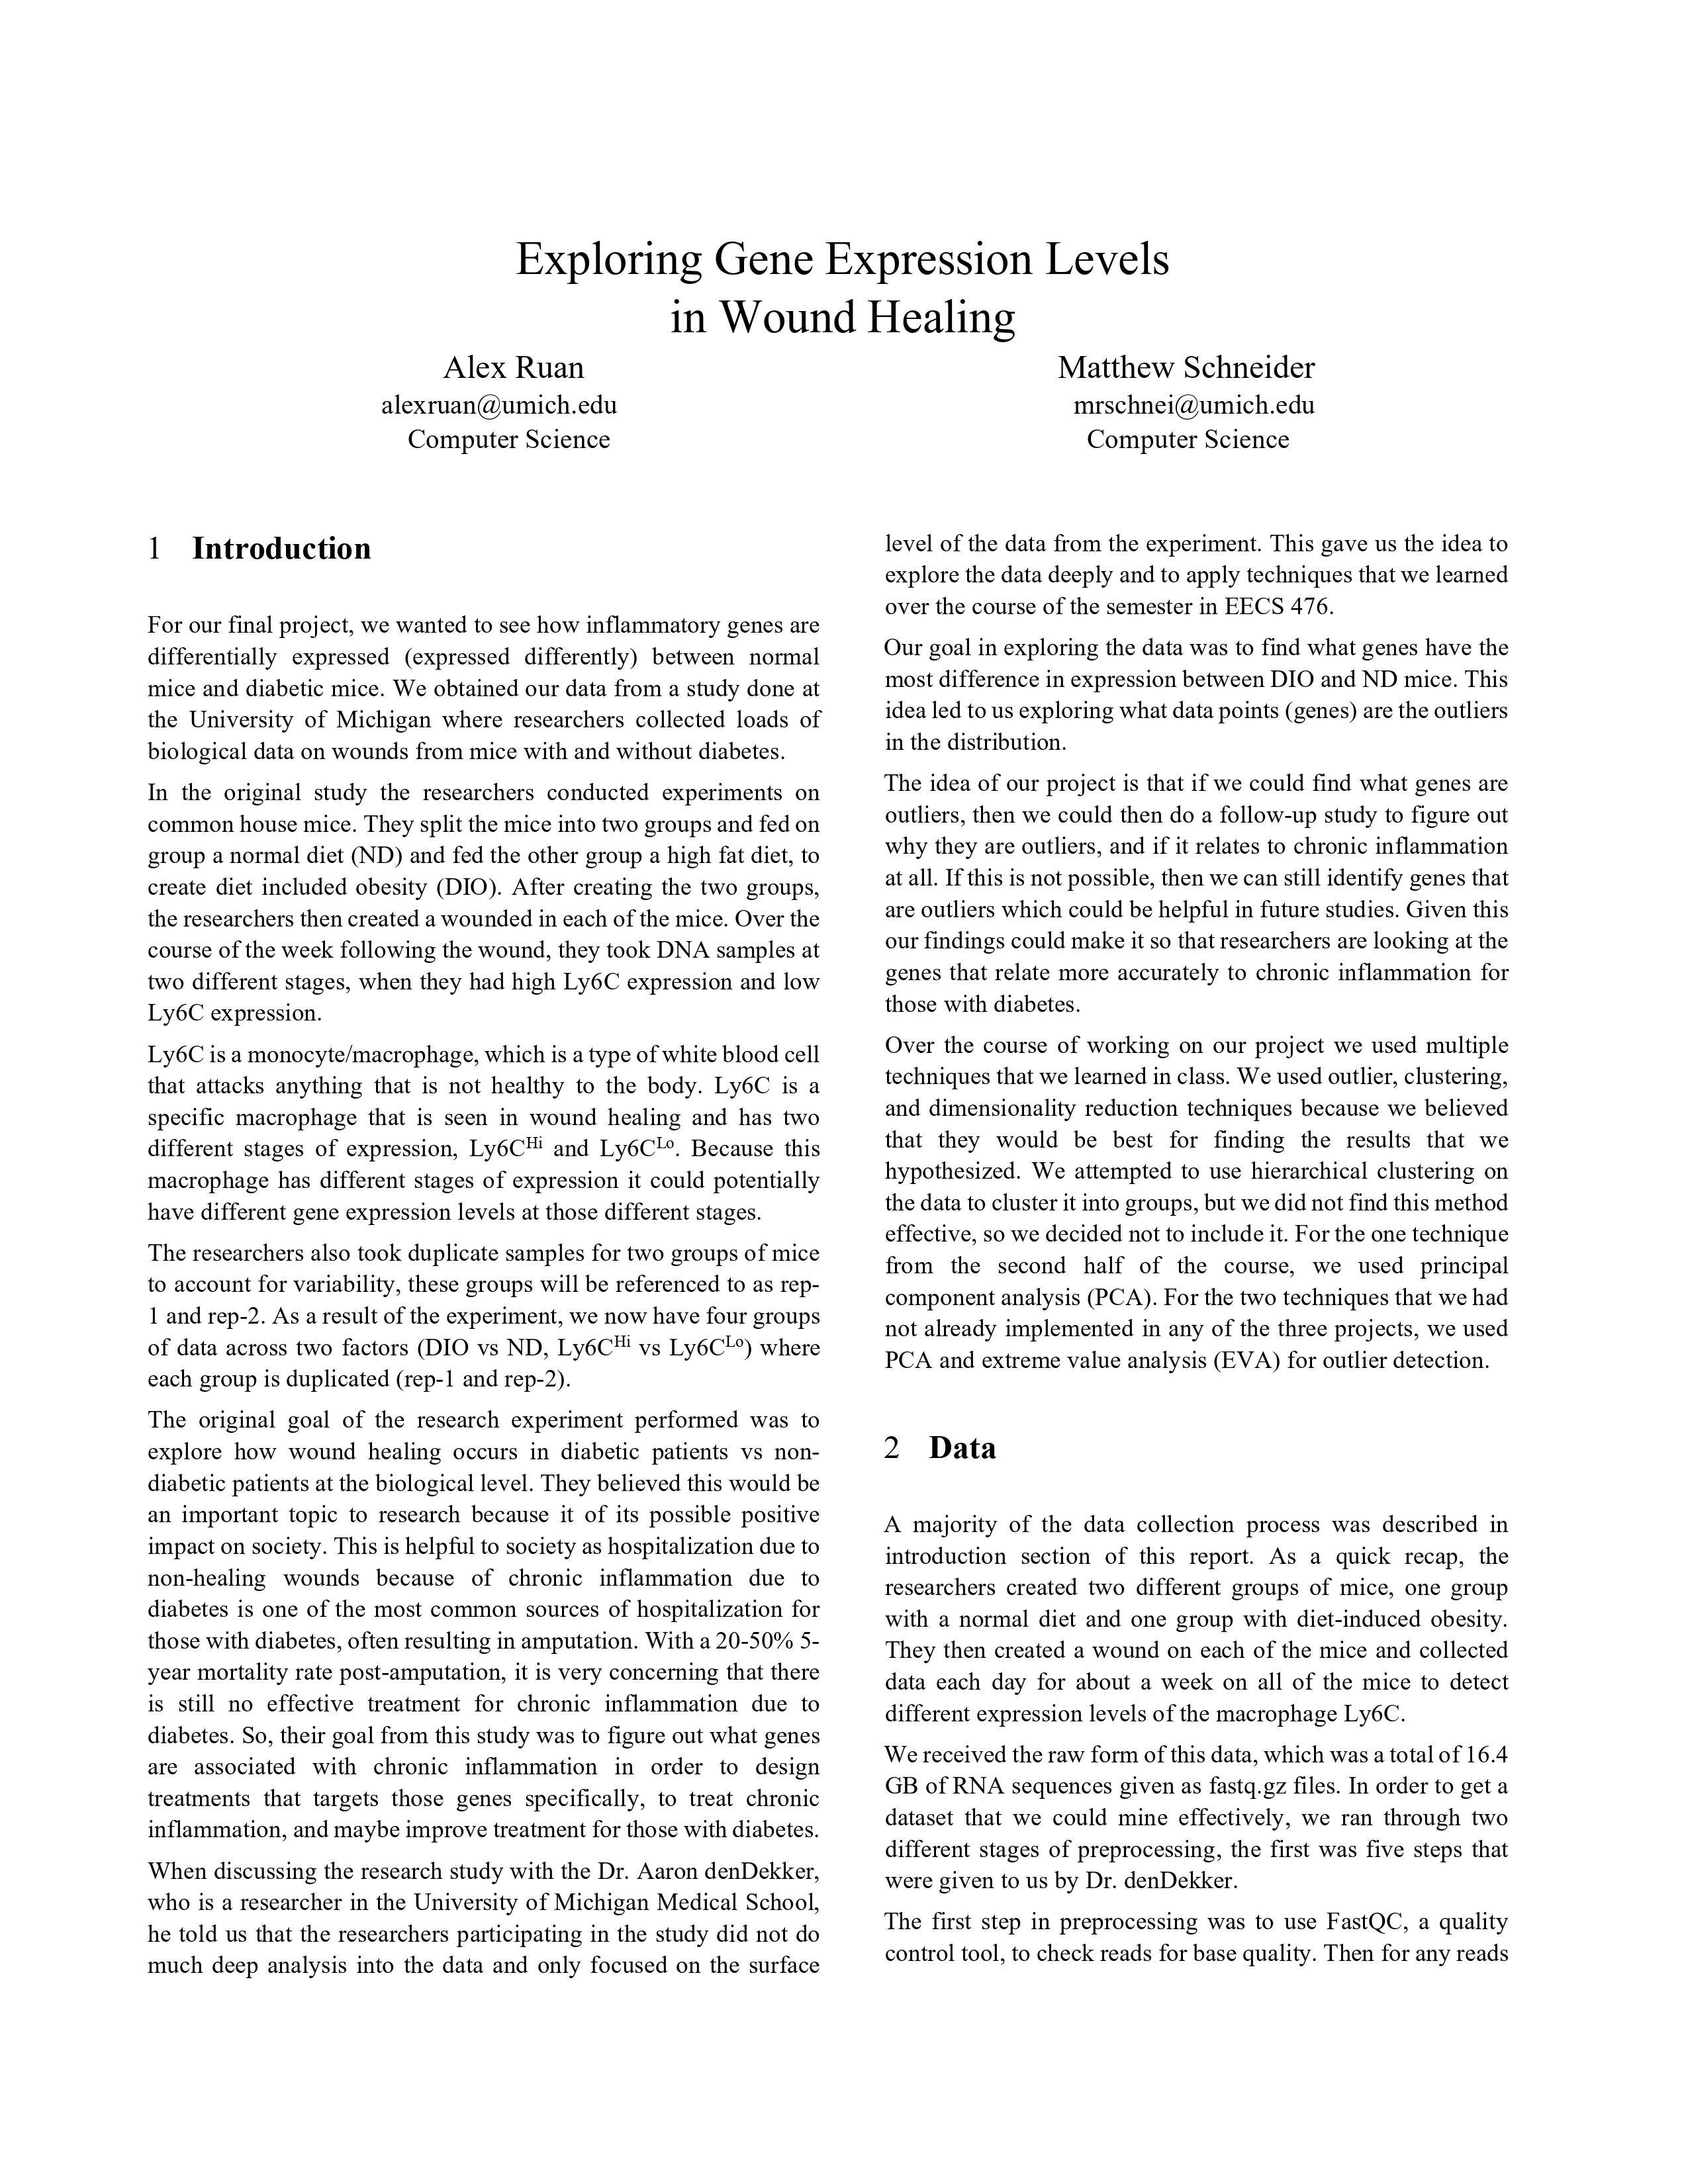 Exploring Gene Expression Levels
in Wound Healing
Alex Ruan
alexruan@umich.edu
Computer Science
Matthew Schneider
mrschnei@umich.edu
Computer Science
1 Introduction
For our final project, we wanted to see how inflammatory genes are
differentially expressed (expressed differently) between normal
mice and diabetic mice. We obtained our data from a study done at
the University of Michigan where researchers collected loads of
biological data on wounds from mice with and without diabetes.
In the original study the researchers conducted experiments on
common house mice. They split the mice into two groups and fed on
group a normal diet (ND) and fed the other group a high fat diet, to
create diet included obesity (DIO). After creating the two groups,
the researchers then created a wounded in each of the mice. Over the
course of the week following the wound, they took DNA samples at
two different stages, when they had high Ly6C expression and low
Ly6C expression.
Ly6C is a monocyte/macrophage, which is a type of white blood cell
that attacks anything that is not healthy to the body. Ly6C is a
specific macrophage that is seen in wound healing and has two
different stages of expression, Ly6CHi and Ly6CLo. Because this
macrophage has different stages of expression it could potentially
have different gene expression levels at those different stages.
The researchers also took duplicate samples for two groups of mice
to account for variability, these groups will be referenced to as rep-
1 and rep-2. As a result of the experiment, we now have four groups
of data across two factors (DIO vs ND, Ly6CHi vs Ly6CLo) where
each group is duplicated (rep-1 and rep-2).
The original goal of the research experiment performed was to
explore how wound healing occurs in diabetic patients vs non-
diabetic patients at the biological level. They believed this would be
an important topic to research because it of its possible positive
impact on society. This is helpful to society as hospitalization due to
non-healing wounds because of chronic inflammation due to
diabetes is one of the most common sources of hospitalization for
those with diabetes, often resulting in amputation. With a 20-50% 5-
year mortality rate post-amputation, it is very concerning that there
is still no effective treatment for chronic inflammation due to
diabetes. So, their goal from this study was to figure out what genes
are associated with chronic inflammation in order to design
treatments that targets those genes specifically, to treat chronic
inflammation, and maybe improve treatment for those with diabetes.
When discussing the research study with the Dr. Aaron denDekker,
who is a researcher in the University of Michigan Medical School,
he told us that the researchers participating in the study did not do
much deep analysis into the data and only focused on the surface
level of the data from the experiment. This gave us the idea to
explore the data deeply and to apply techniques that we learned
over the course of the semester in EECS 476.
Our goal in exploring the data was to find what genes have the
most difference in expression between DIO and ND mice. This
idea led to us exploring what data points (genes) are the outliers
in the distribution.
The idea of our project is that if we could find what genes are
outliers, then we could then do a follow-up study to figure out
why they are outliers, and if it relates to chronic inflammation
at all. If this is not possible, then we can still identify genes that
are outliers which could be helpful in future studies. Given this
our findings could make it so that researchers are looking at the
genes that relate more accurately to chronic inflammation for
those with diabetes.
Over the course of working on our project we used multiple
techniques that we learned in class. We used outlier, clustering,
and dimensionality reduction techniques because we believed
that they would be best for finding the results that we
hypothesized. We attempted to use hierarchical clustering on
the data to cluster it into groups, but we did not find this method
effective, so we decided not to include it. For the one technique
from the second half of the course, we used principal
component analysis (PCA). For the two techniques that we had
not already implemented in any of the three projects, we used
PCA and extreme value analysis (EVA) for outlier detection.
2 Data
A majority of the data collection process was described in
introduction section of this report. As a quick recap, the
researchers created two different groups of mice, one group
with a normal diet and one group with diet-induced obesity.
They then created a wound on each of the mice and collected
data each day for about a week on all of the mice to detect
different expression levels of the macrophage Ly6C.
We received the raw form of this data, which was a total of 16.4
GB of RNA sequences given as fastq.gz files. In order to get a
dataset that we could mine effectively, we ran through two
different stages of preprocessing, the first was five steps that
were given to us by Dr. denDekker.
The first step in preprocessing was to use FastQC, a quality
control tool, to check reads for base quality. Then for any reads